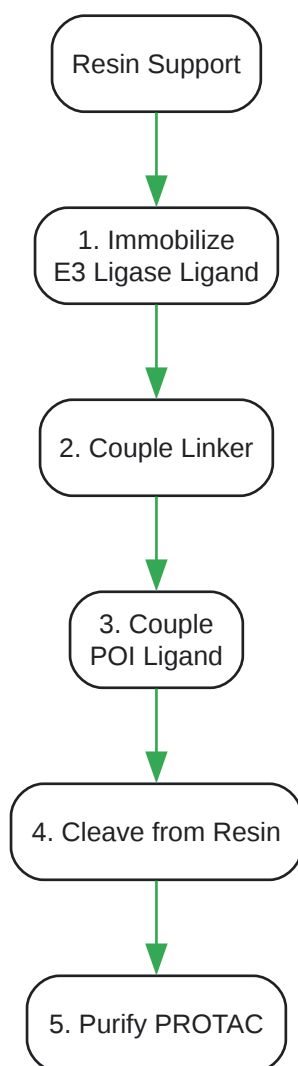 Resin Support
1. Immobilize
E3 Ligase Ligand
2. Couple Linker
3. Couple
POI Ligand
4. Cleave from Resin
5. Purify PROTAC